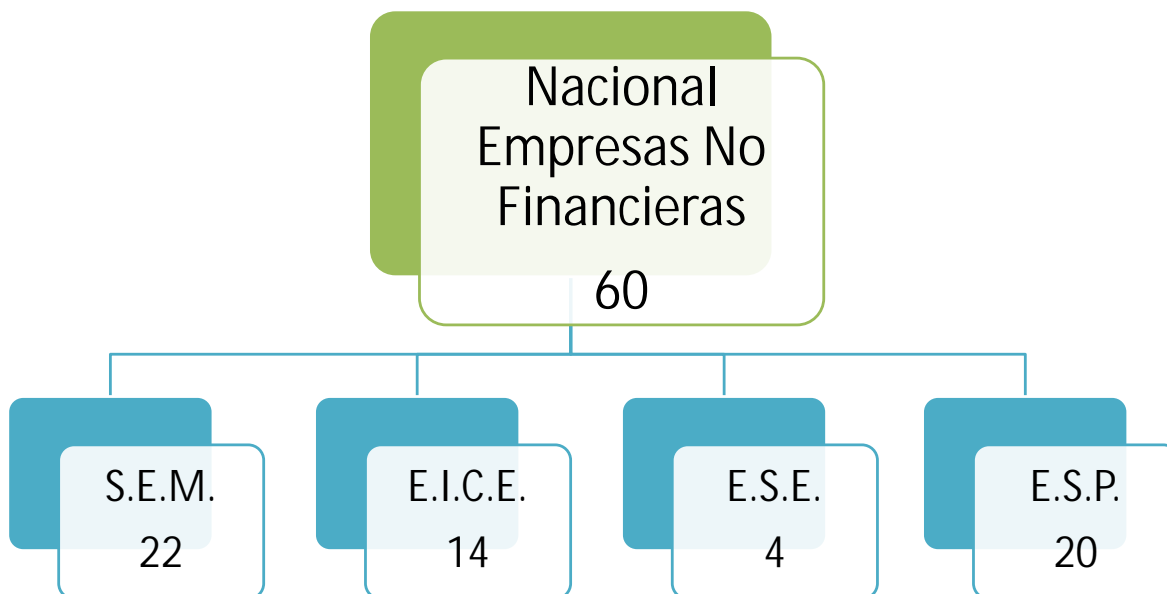 Nacional
Empresas No
Financieras
60
S.E.M.
22
E.I.C.E.
14
E.S.E.
4
E.S.P.
20